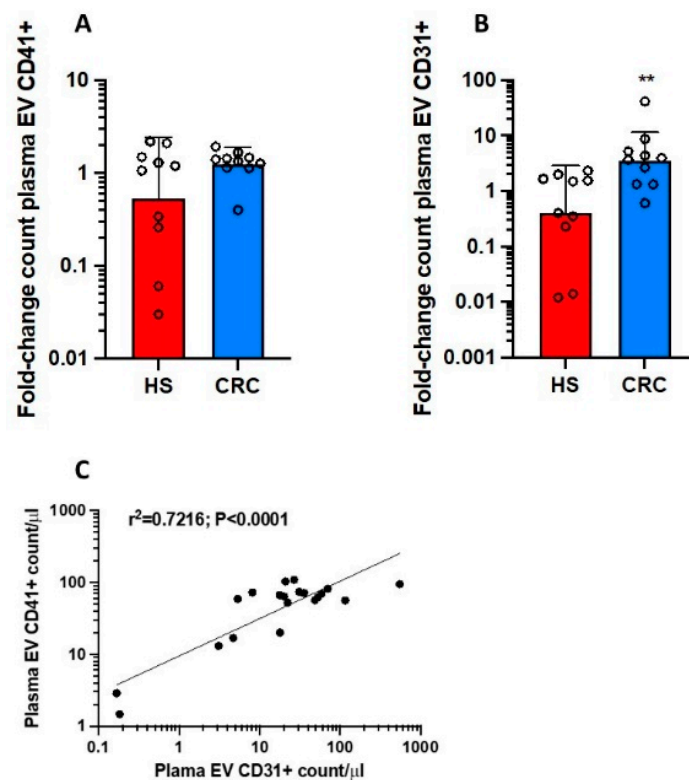 A
Fold-change count plasma EV CD41+
10
1
0.1
0.01
HS CRC
B
Fold-change count plasma EV CD31+
**
100
10
1
0.1
0.01
0.001
HS CRC
C
r²=0.7216; P<0.0001
Plasma EV CD41+ count/µl
1000
100
10
1
0.1 1 10 100 1000
Plama EV CD31+ count/µl